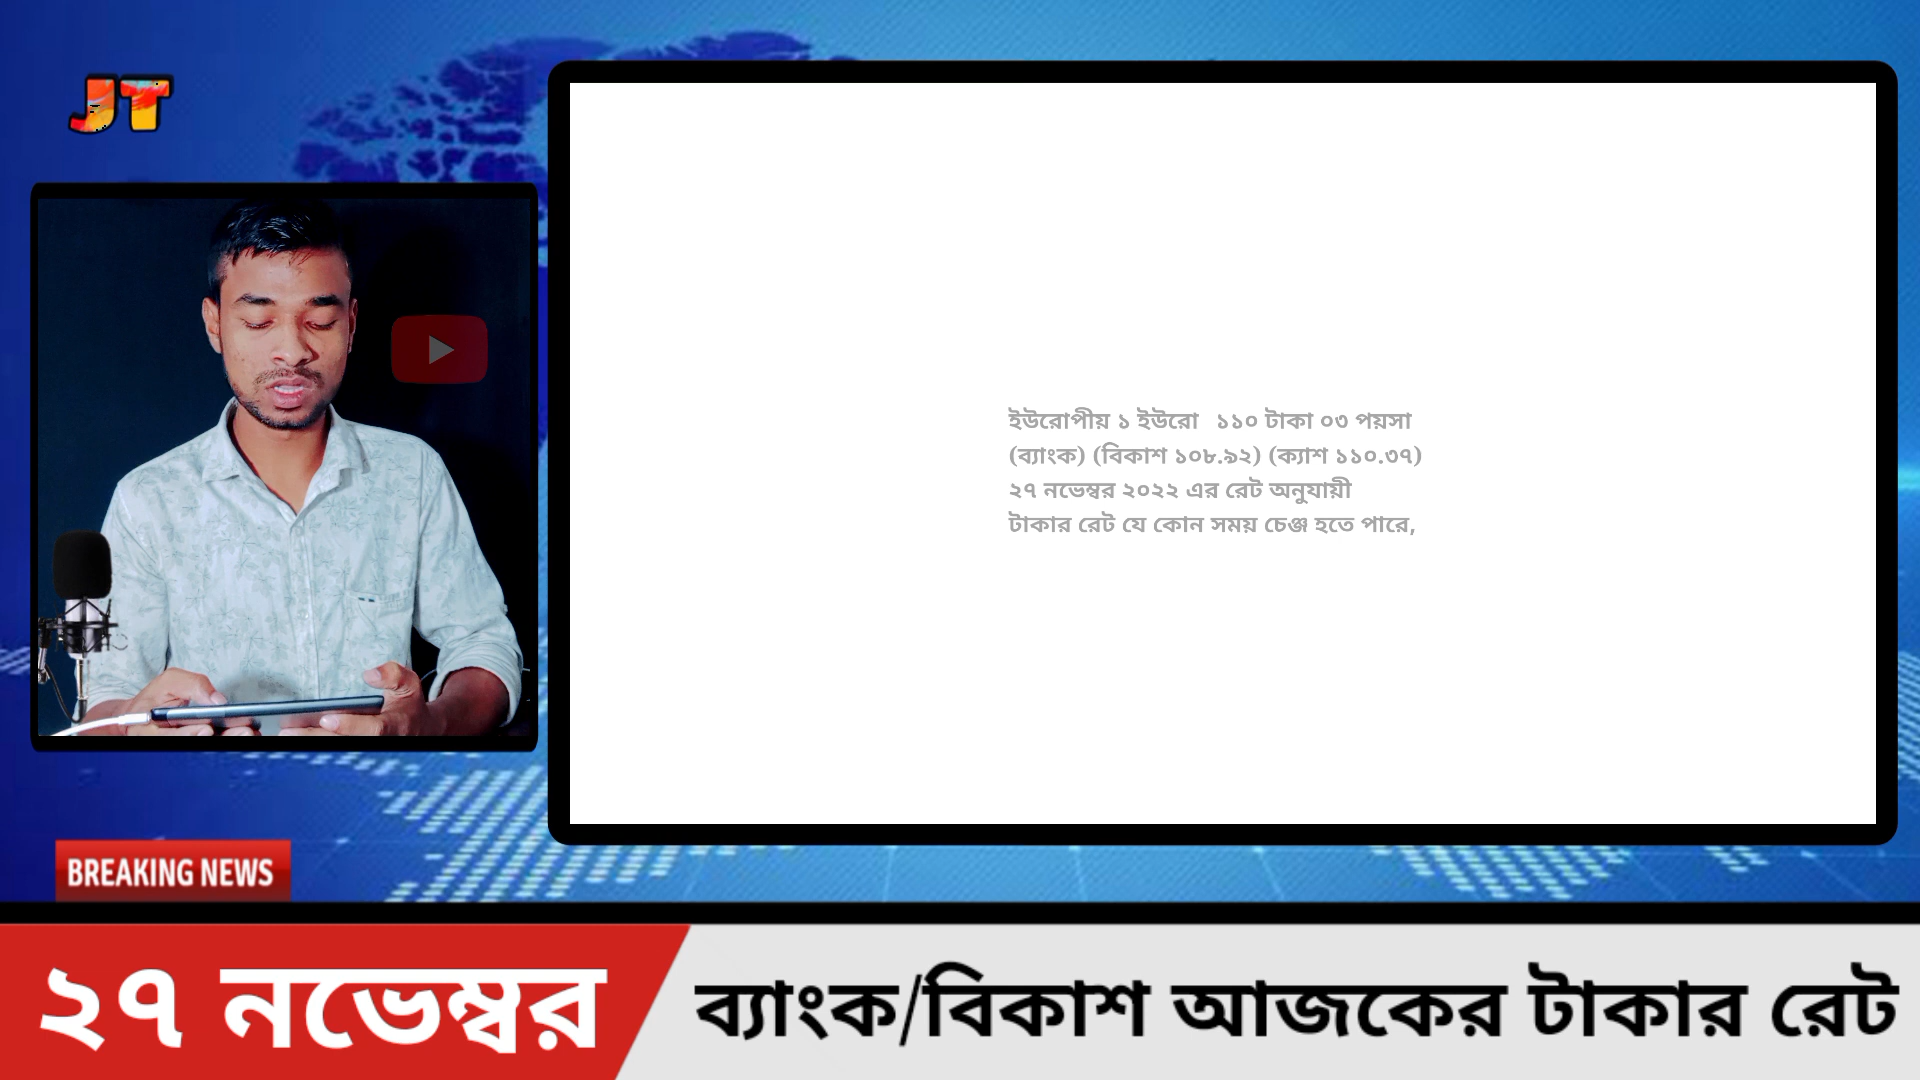 JT
ইউরোপীয় ১ ইউরো ১১০ টাকা ০৩ পয়সা
(ব্যাংক) (বিকাশ ১০৮.৯২) (ক্যাশ ১১০.৩৭)
২৭ নভেম্বর ২০২২ এর রেট অনুযায়ী
টাকার রেট যে কোন সময় চেঞ্জ হতে পারে,
BREAKING NEWS
২৭ নভেম্বর
ব্যাংক/বিকাশ আজকের টাকার রেট